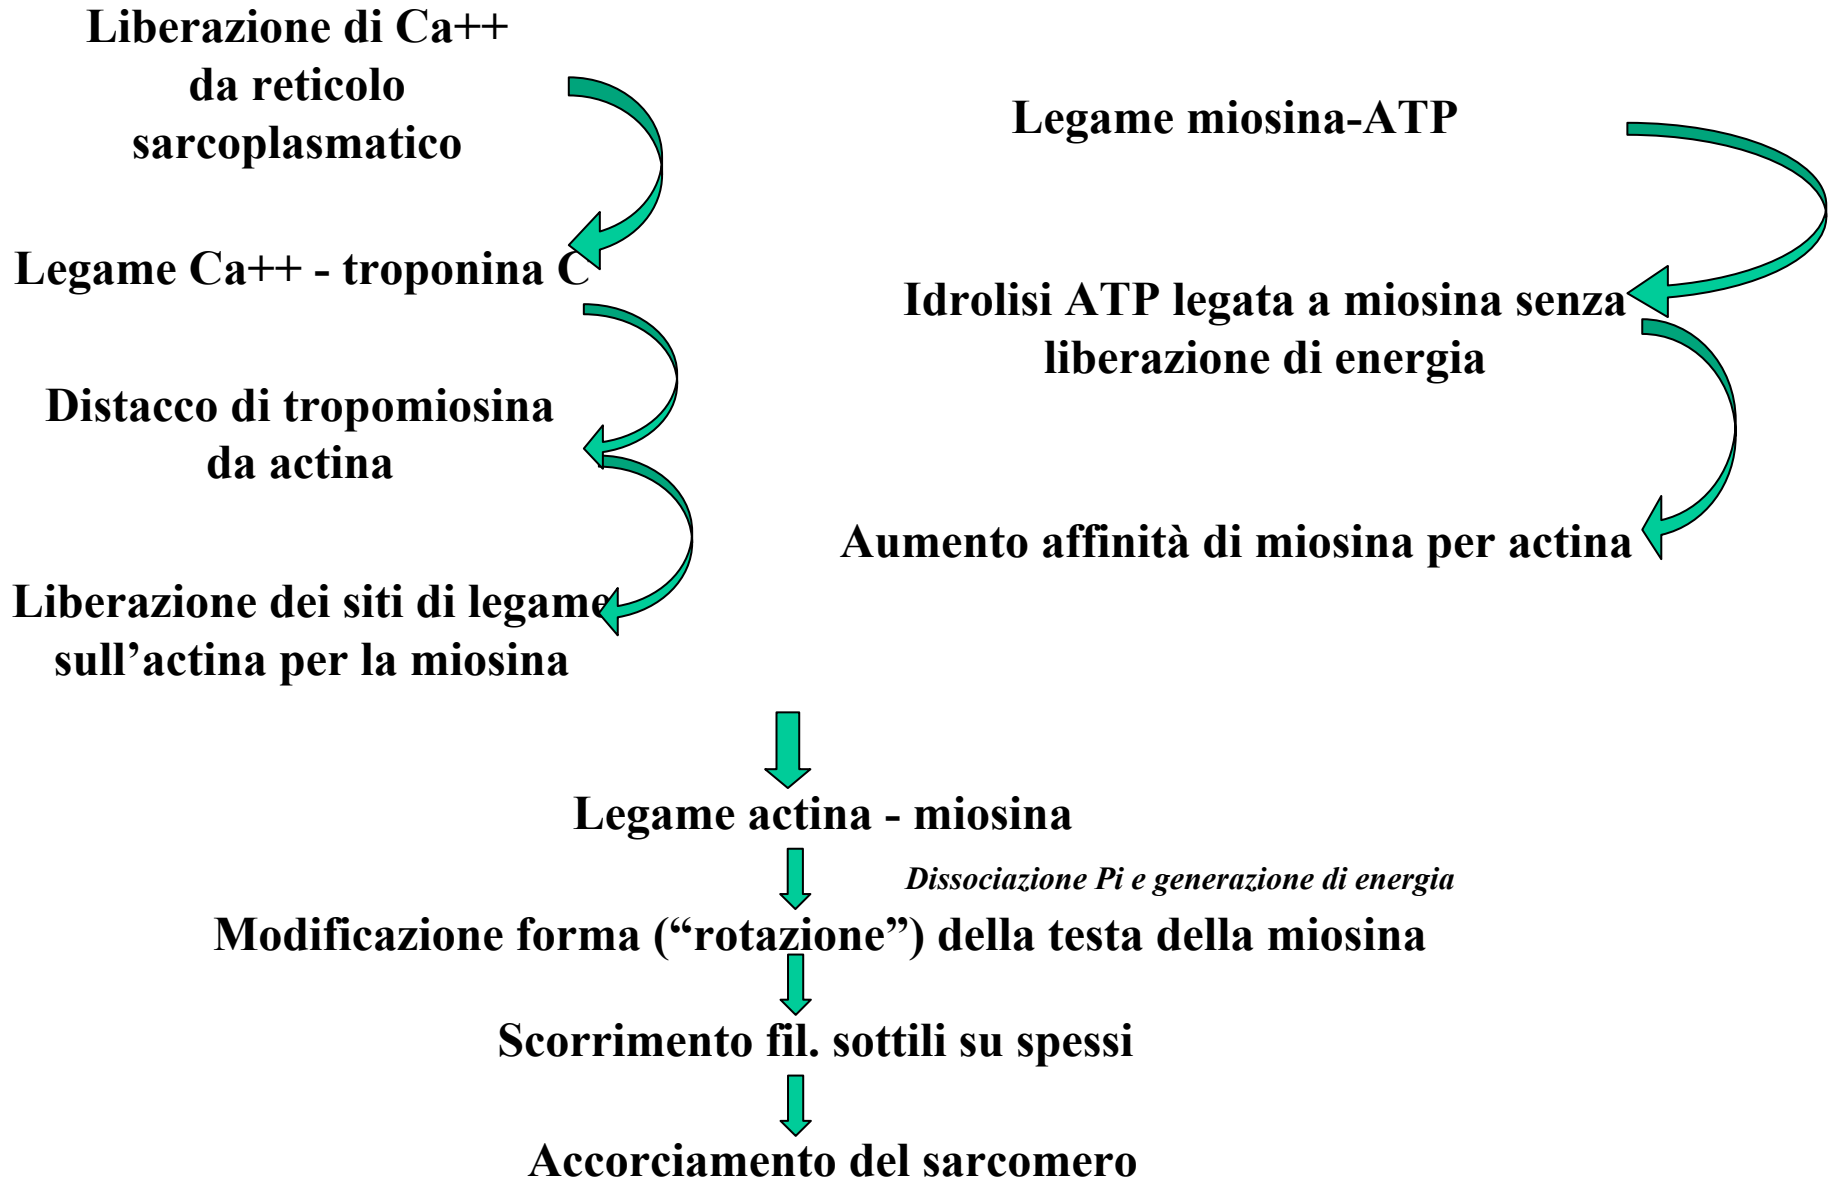 Liberazione di Ca++
da reticolo
sarcoplasmatico
Legame Ca++ - troponina C
Distacco di tropomiosina
da actina
Liberazione dei siti di legame
sull’actina per la miosina
Legame miosina-ATP
Idrolisi ATP legata a miosina senza
liberazione di energia
Aumento affinità di miosina per actina
Legame actina - miosina
Dissociazione Pi e generazione di energia
Modificazione forma (“rotazione”) della testa della miosina
Scorrimento fil. sottili su spessi
Accorciamento del sarcomero